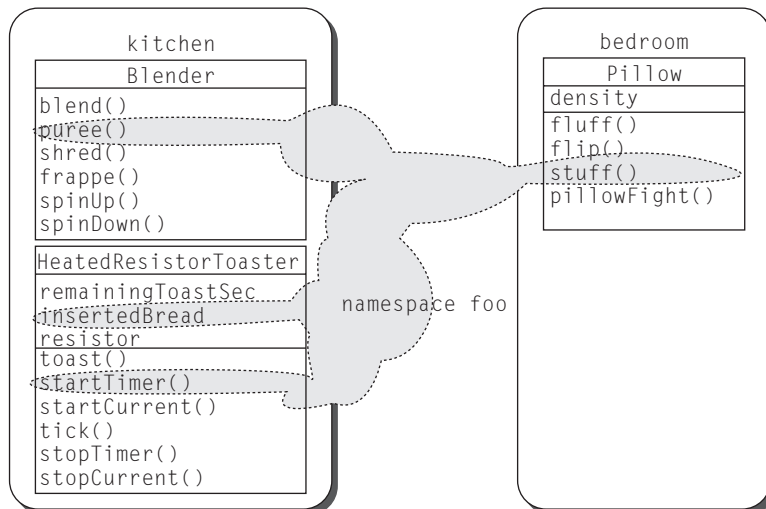 kitchen
Blender
blend()
puree()
shred()
frappe()
spinUp()
spinDown()
HeatedResistorToaster
remainingToastSec
insertedBread
resistor
toast()
startTimer()
startCurrent()
tick()
stopTimer()
stopCurrent()
namespace foo
bedroom
Pillow
density
fluff()
flip()
stuff()
pillowFight()